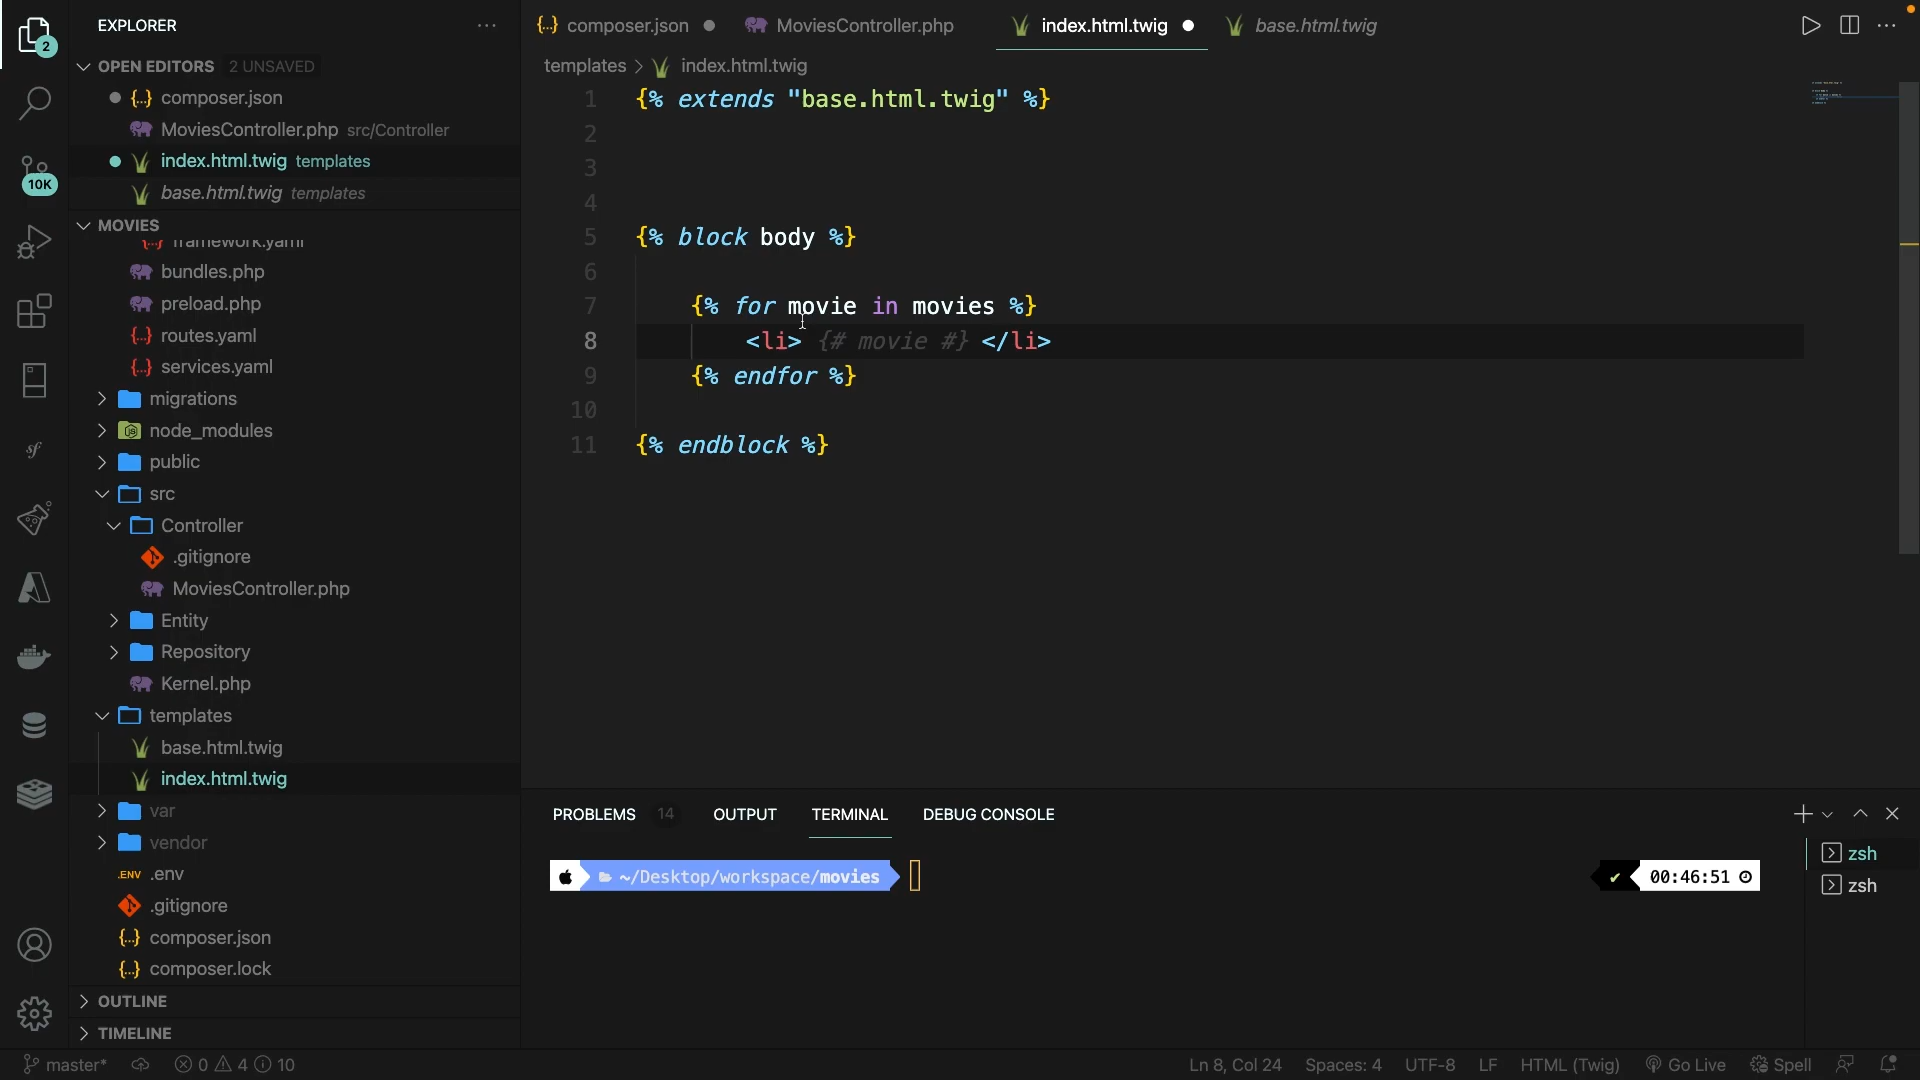 EXPLORER
2
OPEN EDITORS 2 UNSAVED
composer.json
MoviesController.php src/Controller
index.html.twig templates
base.html.twig templates
10K
MOVIES
framework.yaml
bundles.php
preload.php
routes.yaml
services.yaml
migrations
node_modules
public
src
Controller
.gitignore
MoviesController.php
Entity
Repository
Kernel.php
templates
base.html.twig
index.html.twig
var
vendor
.ENV .env
.gitignore
composer.json
composer.lock
OUTLINE
TIMELINE
composer.json MoviesController.php index.html.twig base.html.twig
templates > index.html.twig
1 {% extends "base.html.twig" %}
2
3
4
5 {% block body %}
6
7 {% for movie in movies %}
8 <li> {# movie #} </li>
9 {% endfor %}
10
11 {% endblock %}
PROBLEMS 14 OUTPUT TERMINAL DEBUG CONSOLE
~/Desktop/workspace/movies
✔ 00:46:51
zsh
zsh
master* 0 4 10 Ln 8, Col 24 Spaces: 4 UTF-8 LF HTML (Twig) Go Live Spell